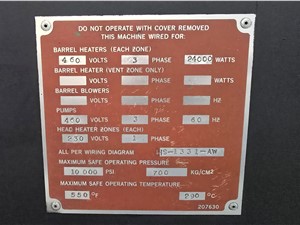 DO NOT OPERATE WITH COVER REMOVED
THIS MACHINE WIRED FOR:
BARREL HEATERS (EACH ZONE)
460 VOLTS 3 PHASE 24000 WATTS
BARREL HEATER (VENT ZONE ONLY)
VOLTS PHASE WATTS
BARREL BLOWERS
VOLTS PHASE HZ
PUMPS
460 VOLTS 3 PHASE 60 HZ
HEAD HEATER ZONES (EACH)
230 VOLTS 1 PHASE
ALL PER WIRING DIAGRAM
MAXIMUM SAFE OPERATING PRESSURE
10 000 PSI 700 KG/CM²
MAXIMUM SAFE OPERATING TEMPERATURE
550 °F 290 °C
207630